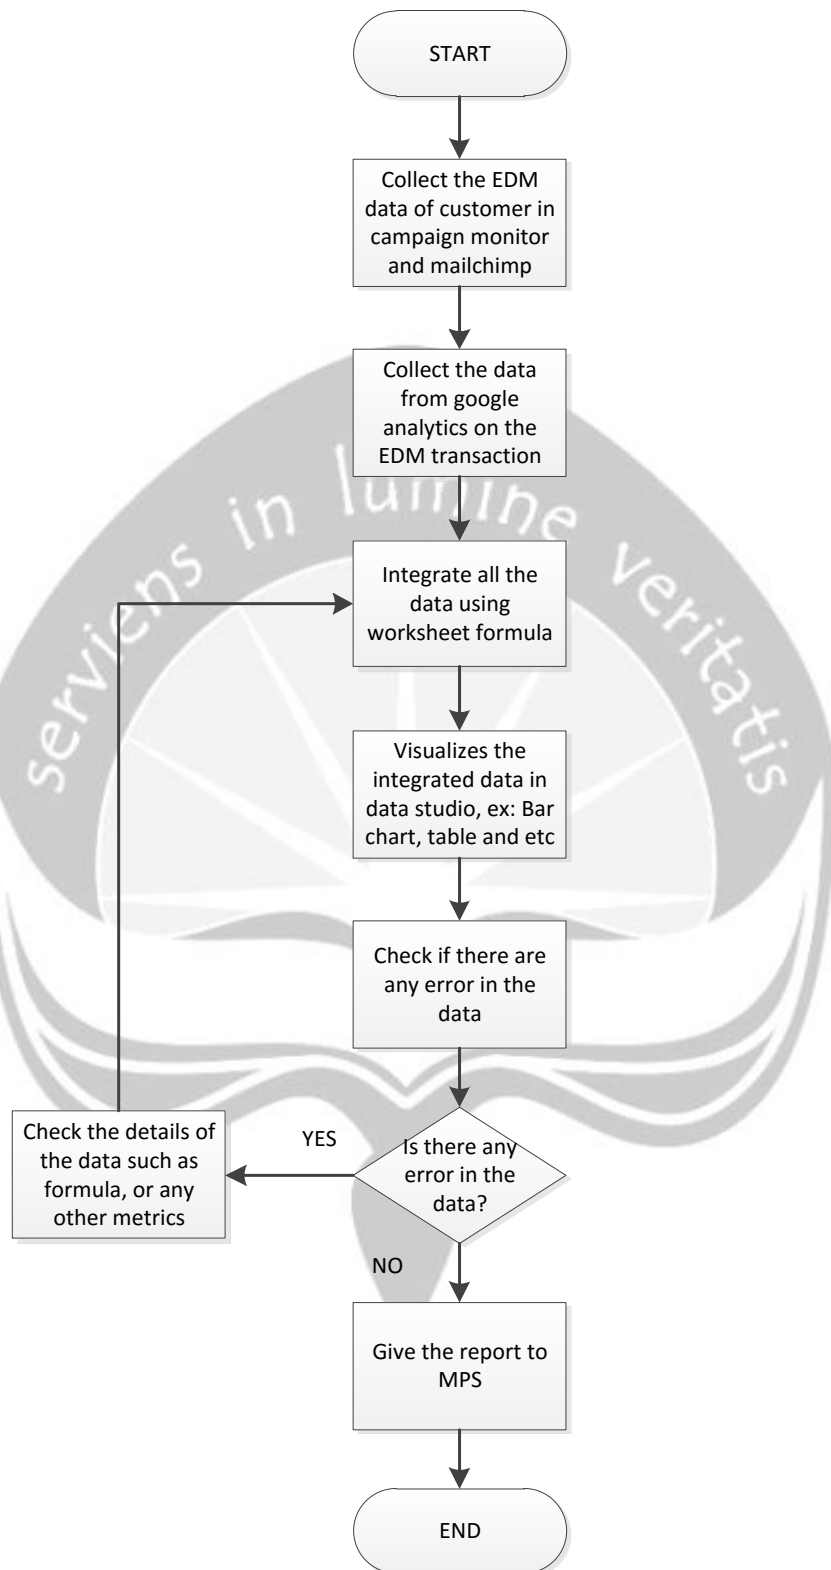 START
Collect the EDM
data of customer in
campaign monitor
and mailchimp
Collect the data
from google
analytics on the
EDM transaction
serviens in lumine veritatis
Integrate all the
data using
worksheet formula
Visualizes the
integrated data in
data studio, ex: Bar
chart, table and etc
Check if there are
any error in the
data
Is there any
error in the
data?
YES
Check the details of
the data such as
formula, or any
other metrics
NO
Give the report to
MPS
END